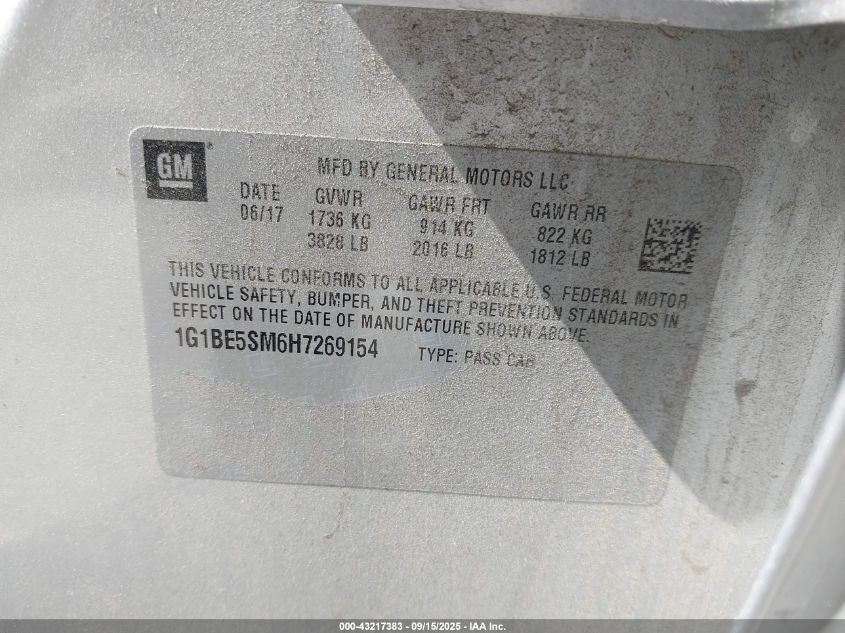 GM®
MFD BY GENERAL MOTORS LLC
DATE GVWR GAWR FRT GAWR RR
06/17 1736 KG 914 KG 822 KG
3828 LB 2016 LB 1812 LB
THIS VEHICLE CONFORMS TO ALL APPLICABLE U.S. FEDERAL MOTOR
VEHICLE SAFETY, BUMPER, AND THEFT PREVENTION STANDARDS IN
EFFECT ON THE DATE OF MANUFACTURE SHOWN ABOVE.
1G1BE5SM6H7269154 TYPE: PASS CAR
000-43217383 - 09/15/2025 - IAA Inc.